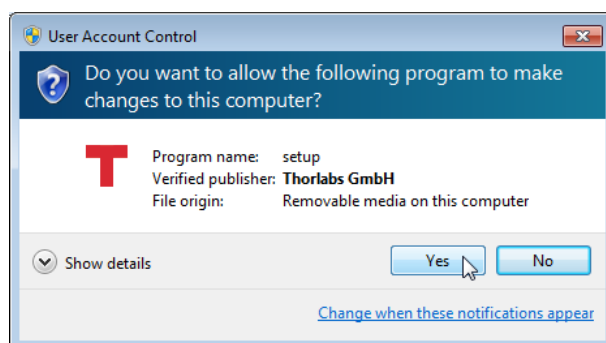 User Account Control
Do you want to allow the following program to make
changes to this computer?
Program name: setup
Verified publisher: Thorlabs GmbH
File origin: Removable media on this computer
Show details
Yes
No
Change when these notifications appear